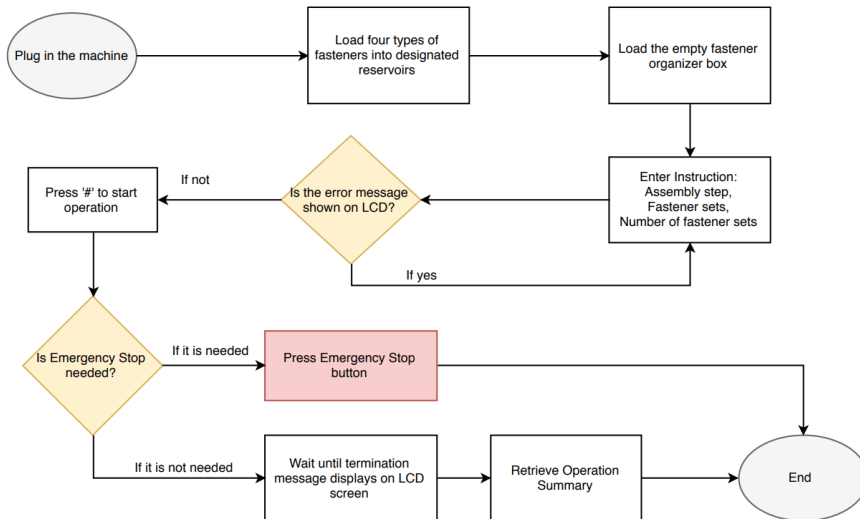 Plug in the machine
Load four types of
fasteners into designated
reservoirs
Load the empty fastener
organizer box
Enter Instruction:
Assembly step,
Fastener sets,
Number of fastener sets
Is the error message
shown on LCD?
If not
If yes
Press '#' to start
operation
Is Emergency Stop
needed?
If it is needed
Press Emergency Stop
button
If it is not needed
Wait until termination
message displays on LCD
screen
Retrieve Operation
Summary
End